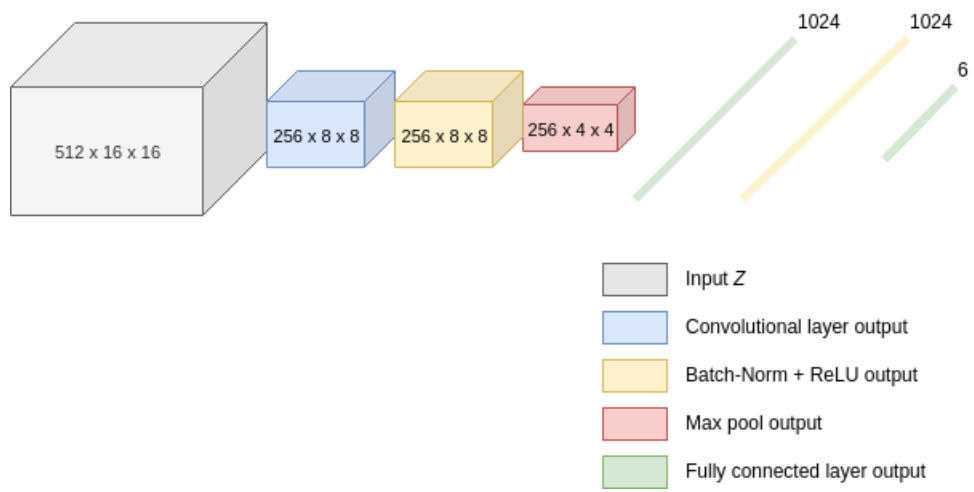 1024
1024
6
512 x 16 x 16
256 x 8 x 8
256 x 8 x 8
256 x 4 x 4
Input Z
Convolutional layer output
Batch-Norm + ReLU output
Max pool output
Fully connected layer output